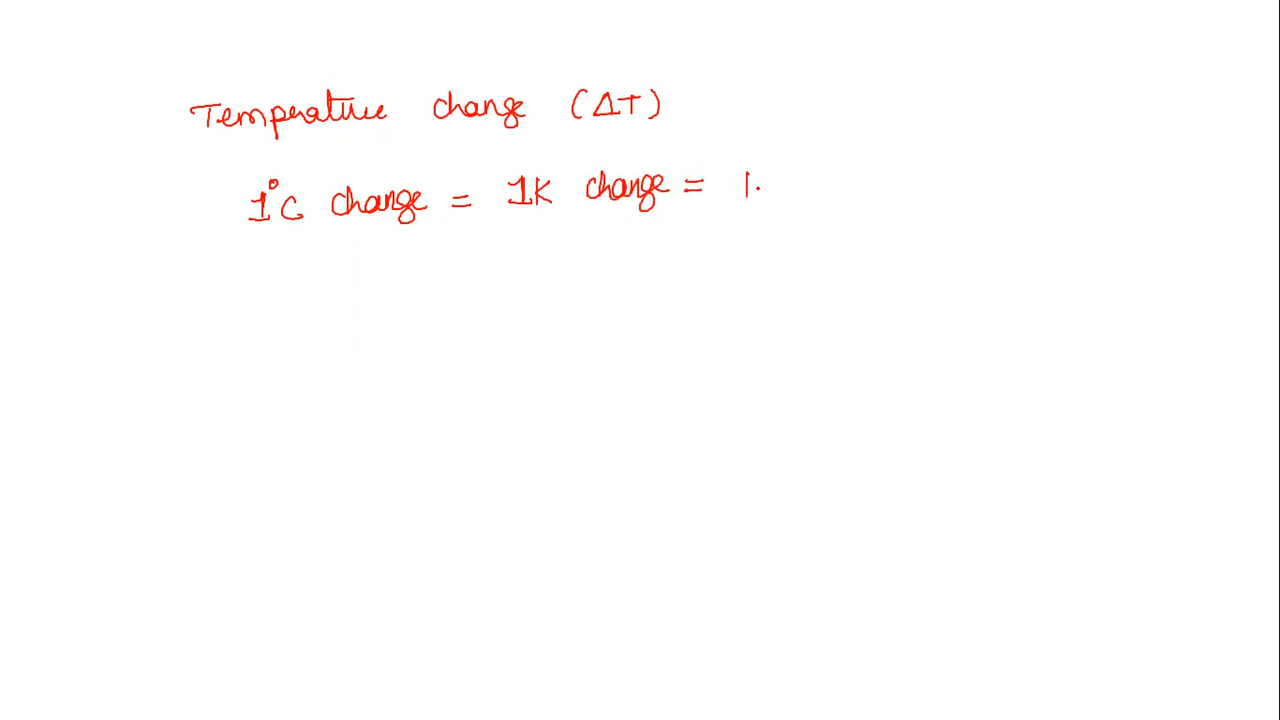 Temperature change (ΔT)
1°C change = 1K change = 1.